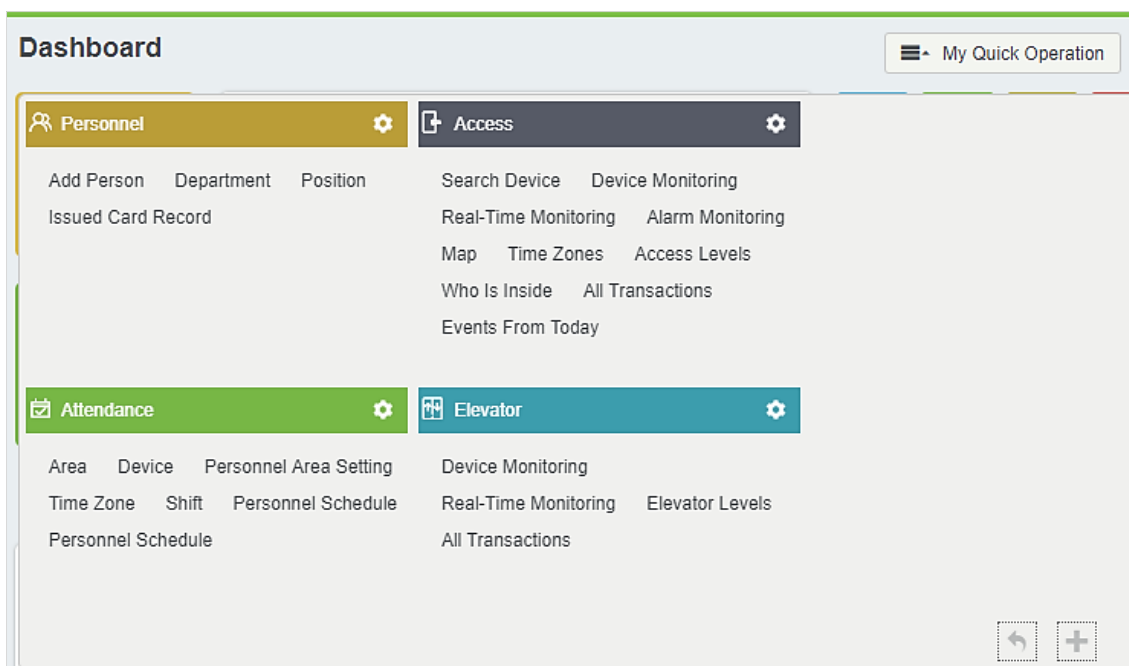 Dashboard
My Quick Operation
Personnel
Add Person Department Position
Issued Card Record
Access
Search Device Device Monitoring
Real-Time Monitoring Alarm Monitoring
Map Time Zones Access Levels
Who Is Inside All Transactions
Events From Today
Attendance
Area Device Personnel Area Setting
Time Zone Shift Personnel Schedule
Personnel Schedule
Elevator
Device Monitoring
Real-Time Monitoring Elevator Levels
All Transactions